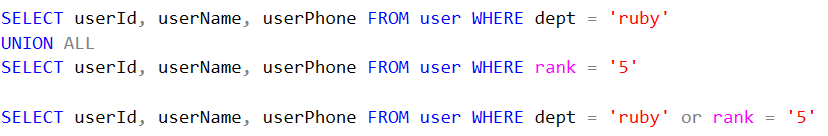 SELECT userId, userName, userPhone FROM user WHERE dept = 'ruby'
UNION ALL
SELECT userId, userName, userPhone FROM user WHERE rank = '5'
SELECT userId, userName, userPhone FROM user WHERE dept = 'ruby' or rank = '5'